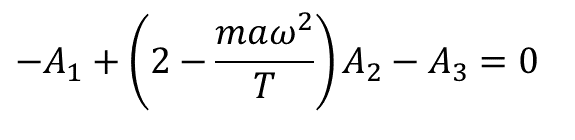 −A₁ + (2 − maω²/T) A₂ − A₃ = 0